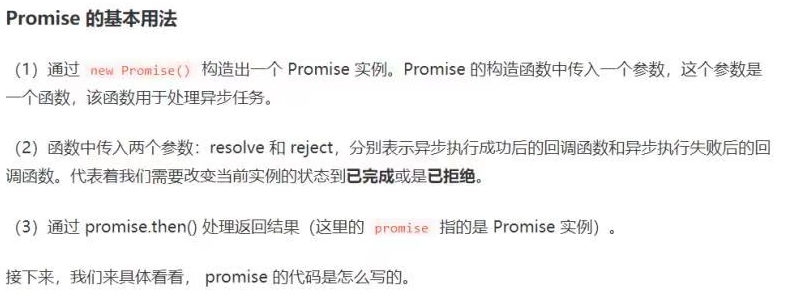 Promise 的基本用法
（1）通过 new Promise() 构造出一个 Promise 实例。Promise 的构造函数中传入一个参数，这个参数是
一个函数，该函数用于处理异步任务。
（2）函数中传入两个参数：resolve 和 reject，分别表示异步执行成功后的回调函数和异步执行失败后的回
调函数。代表着我们需要改变当前实例的状态到已完成或是已拒绝。
（3）通过 promise.then() 处理返回结果（这里的 promise 指的是 Promise 实例）。
接下来，我们来具体看看， promise 的代码是怎么写的。